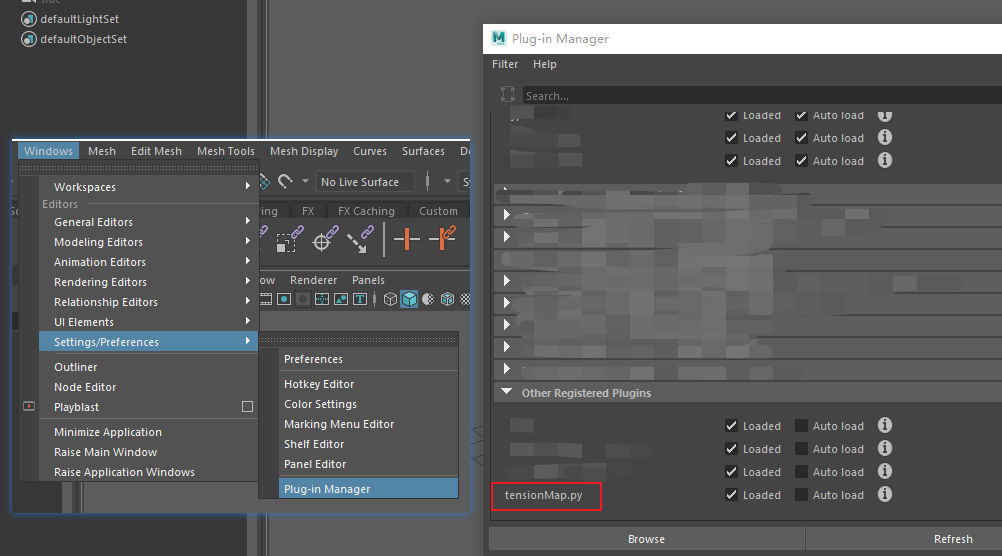 defaultLightSet
defaultObjectSet
Windows Mesh Edit Mesh Mesh Tools Mesh Display Curves Surfaces
Workspaces
No Live Surface
Editors
General Editors
FX FX Caching Custom
Modeling Editors
Animation Editors
Rendering Editors
Renderer Panels
Relationship Editors
UI Elements
Settings/Preferences
Outliner
Node Editor
Playblast
Minimize Application
Raise Main Window
Raise Application Windows
Preferences
Hotkey Editor
Color Settings
Marking Menu Editor
Shelf Editor
Panel Editor
Plug-in Manager
Plug-in Manager
Filter Help
Search...
Loaded Auto load
Loaded Auto load
Loaded Auto load
Other Registered Plugins
Loaded Auto load
Loaded Auto load
Loaded Auto load
tensionMap.py Loaded Auto load
Browse Refresh